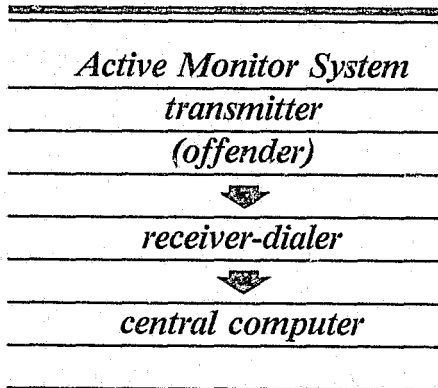 Active Monitor System
transmitter
(offender)
receiver-dialer
central computer